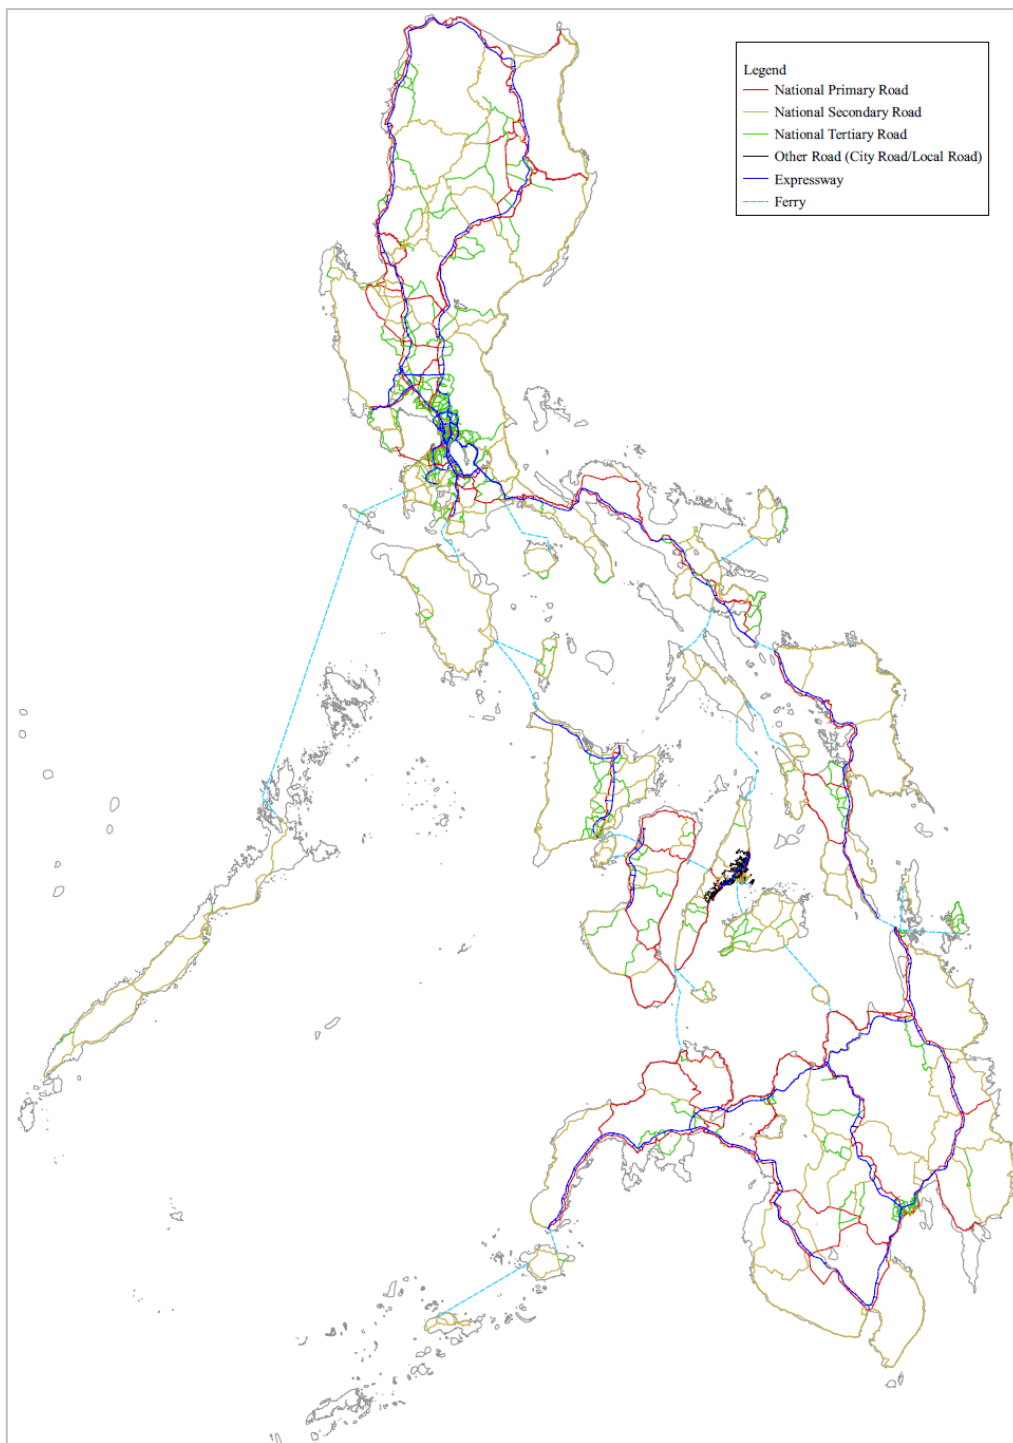 Legend
National Primary Road
National Secondary Road
National Tertiary Road
Other Road (City Road/Local Road)
Expressway
Ferry